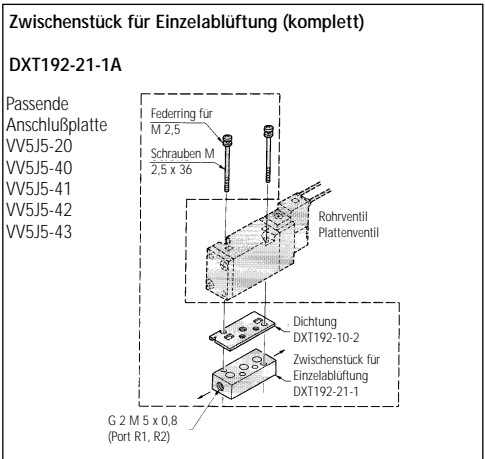 Zwischenstück für Einzelablüftung (komplett)
DXT192-21-1A
Passende
Anschlußplatte
VV5J5-20
VV5J5-40
VV5J5-41
VV5J5-42
VV5J5-43
Federring für
M 2,5
Schrauben M
2,5 x 36
Rohrventil
Plattenventil
Dichtung
DXT192-10-2
Zwischenstück für
Einzelablüftung
DXT192-21-1
G 2 M 5 x 0,8
(Port R1, R2)